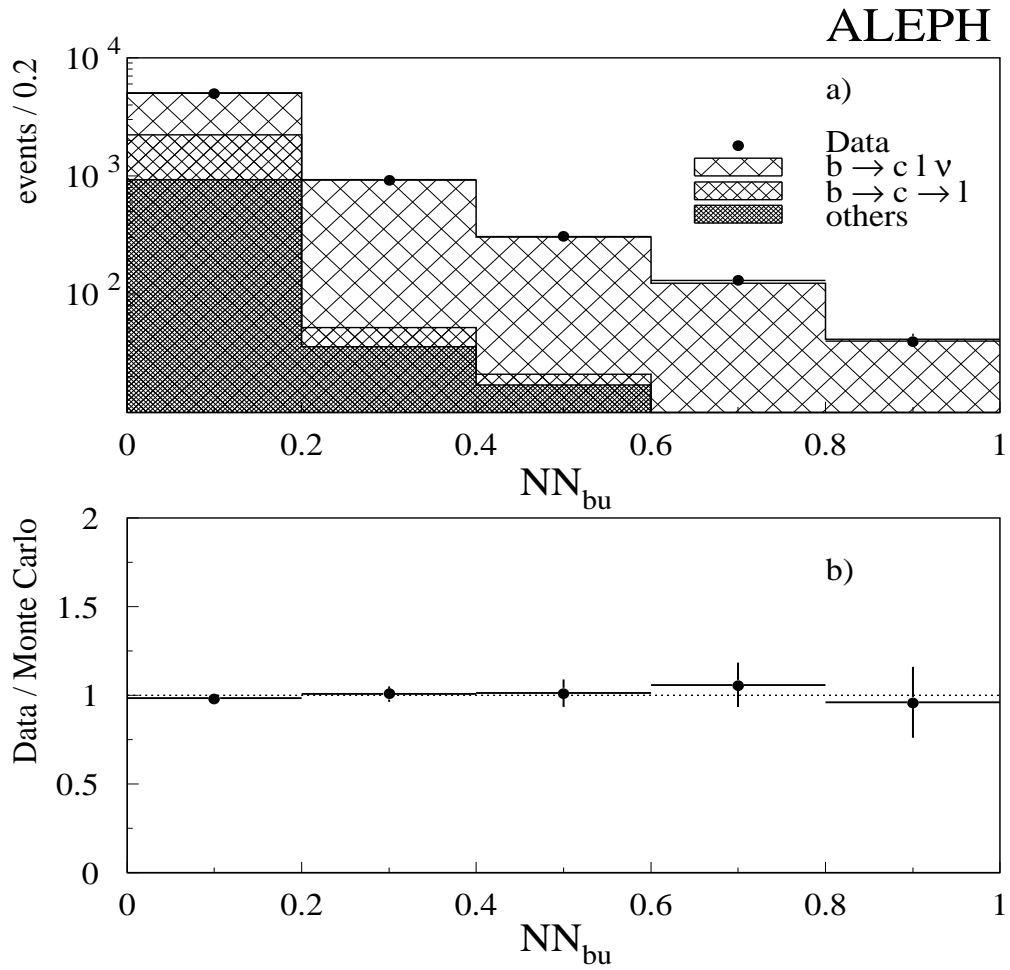 ALEPH
events / 0.2
10^4
10^3
10^2
a)
Data
b → c l ν
b → c → l
others
0 0.2 0.4 0.6 0.8 1
NN_bu
Data / Monte Carlo
2
1.5
1
0.5
0
b)
0 0.2 0.4 0.6 0.8 1
NN_bu